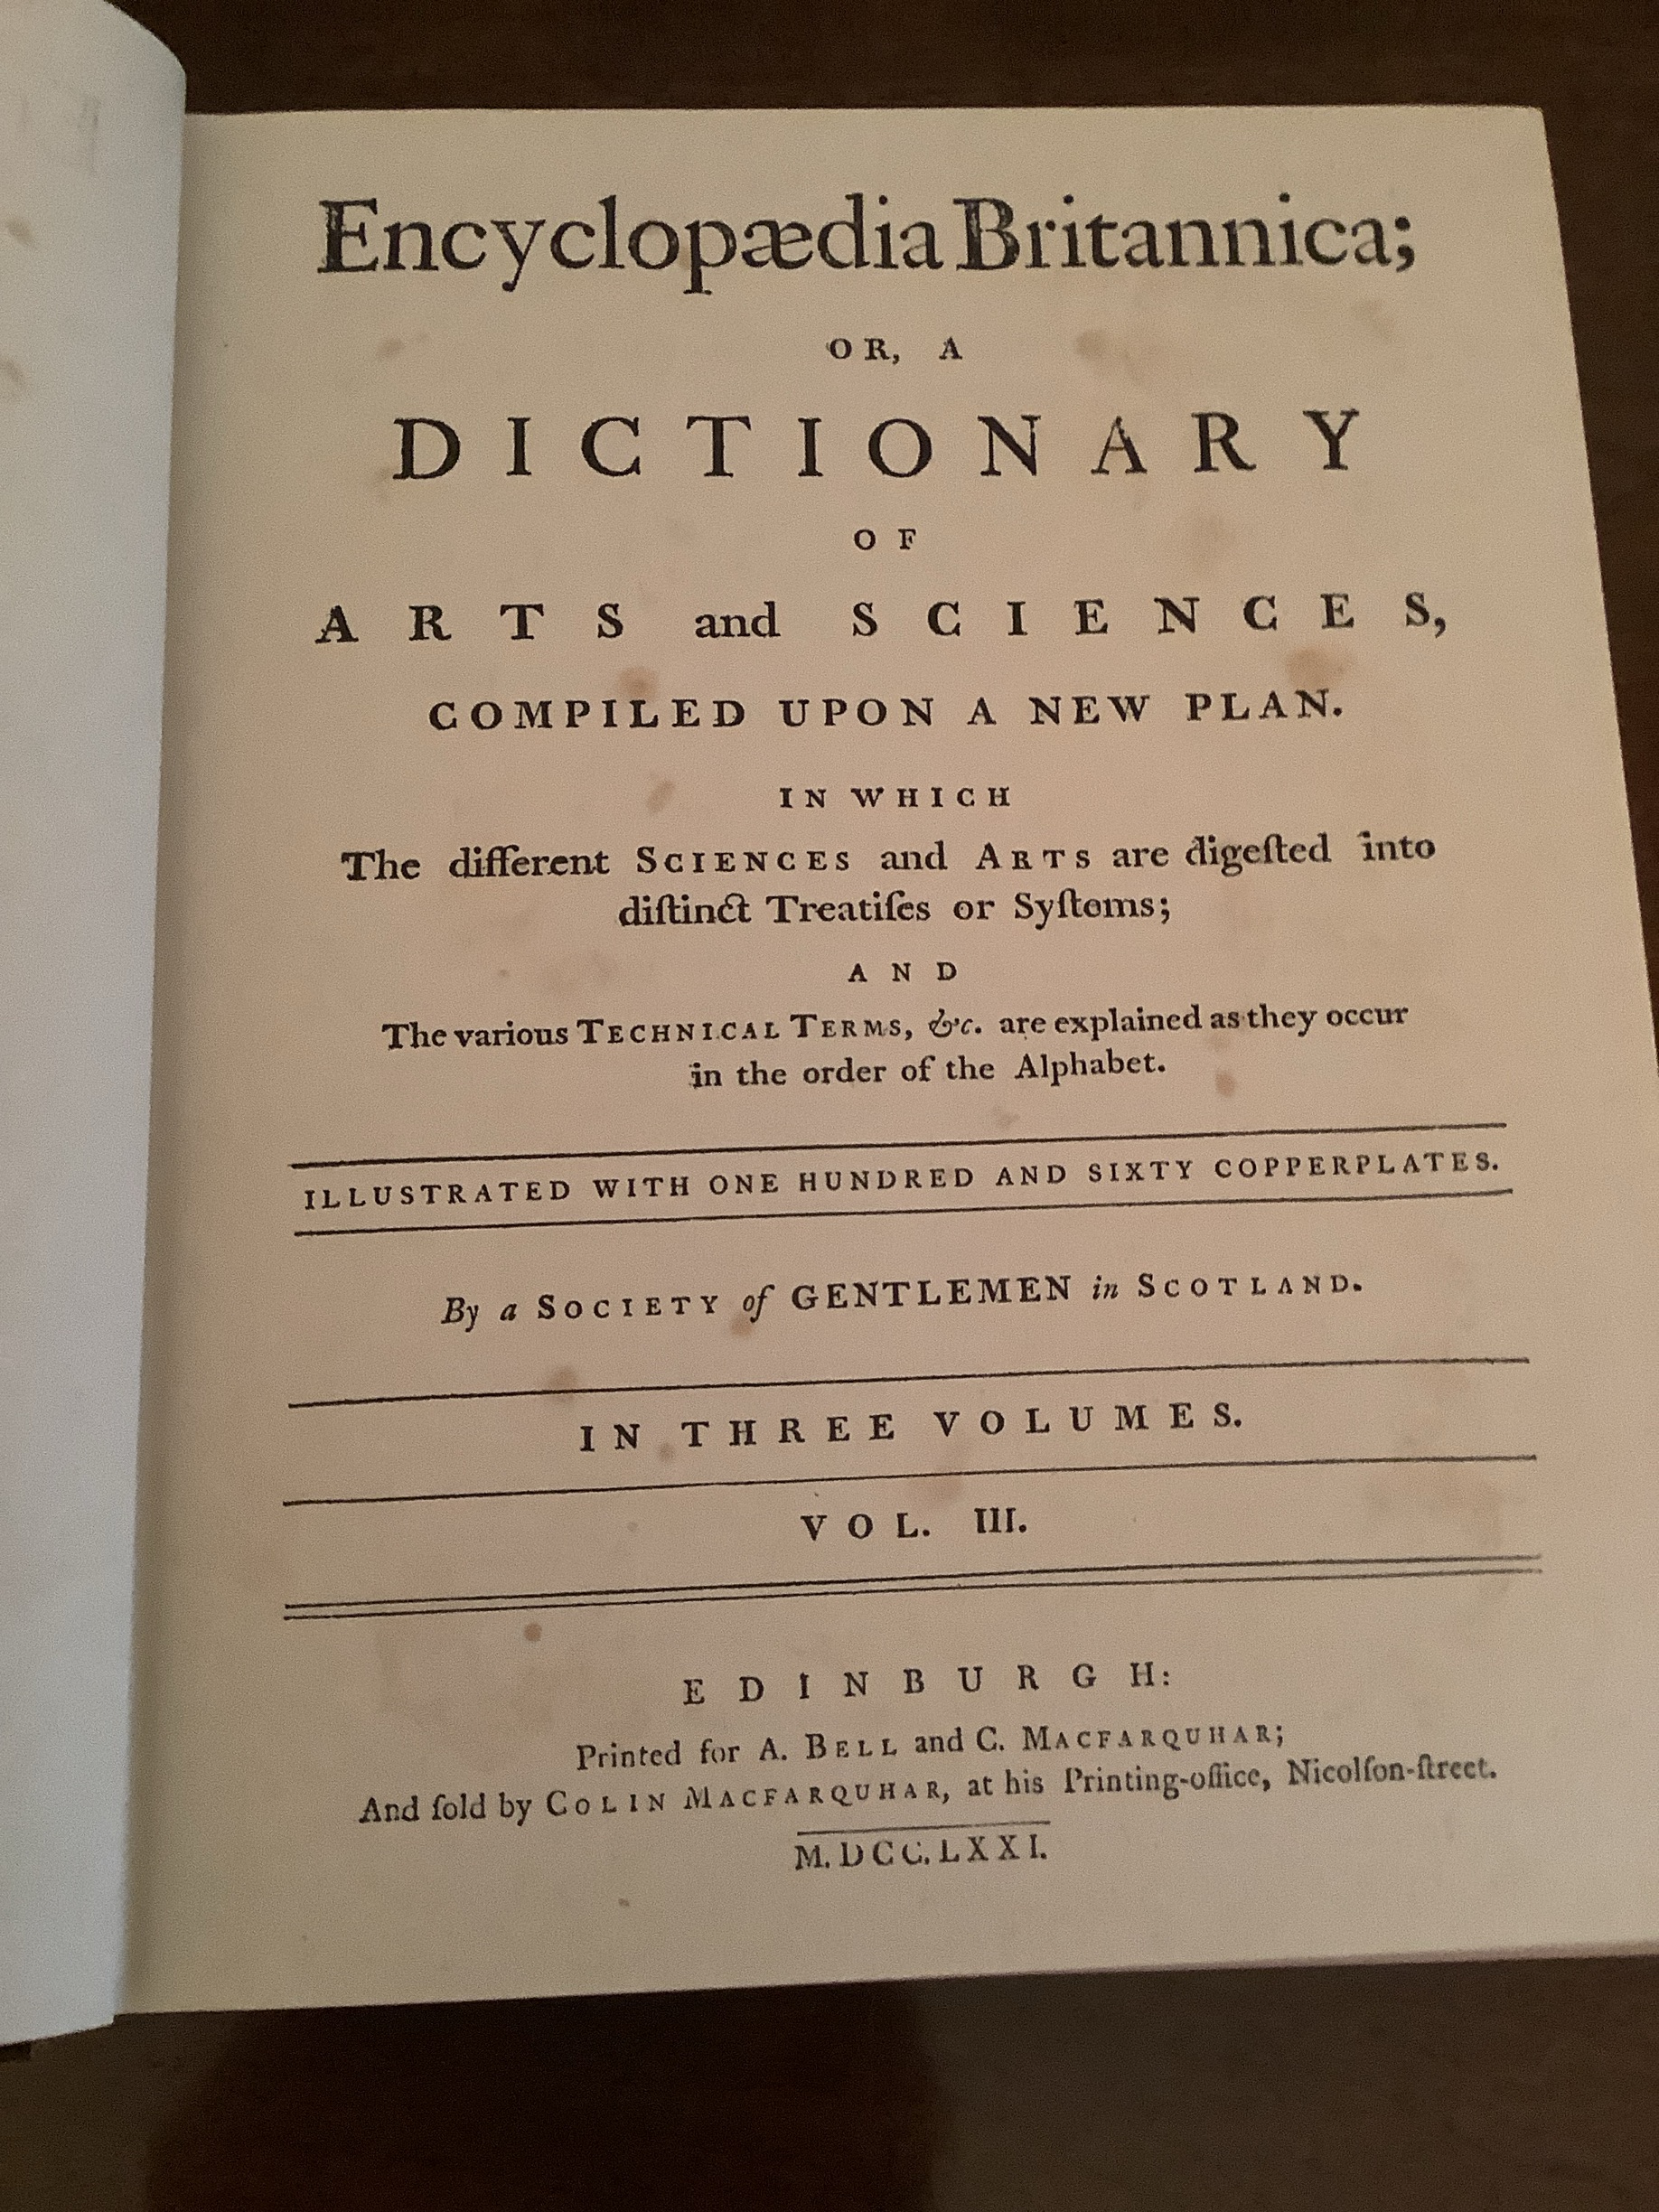 Encyclopædia Britannica;
OR, A
DICTIONARY
OF
ARTS and SCIENCES,
COMPILED UPON A NEW PLAN.
IN WHICH
The different SCIENCES and ARTS are digeſted into
diſtinct Treatiſes or Syſtems;
AND
The various TECHNICAL TERMS, &c. are explained as they occur
in the order of the Alphabet.
ILLUSTRATED WITH ONE HUNDRED AND SIXTY COPPERPLATES.
By a SOCIETY of GENTLEMEN in SCOTLAND.
IN THREE VOLUMES.
VOL. III.
EDINBURGH:
Printed for A. BELL and C. MACFARQUHAR;
And ſold by COLIN MACFARQUHAR, at his Printing-office, Nicolſon-ſtreet.
M.DCC.LXXI.